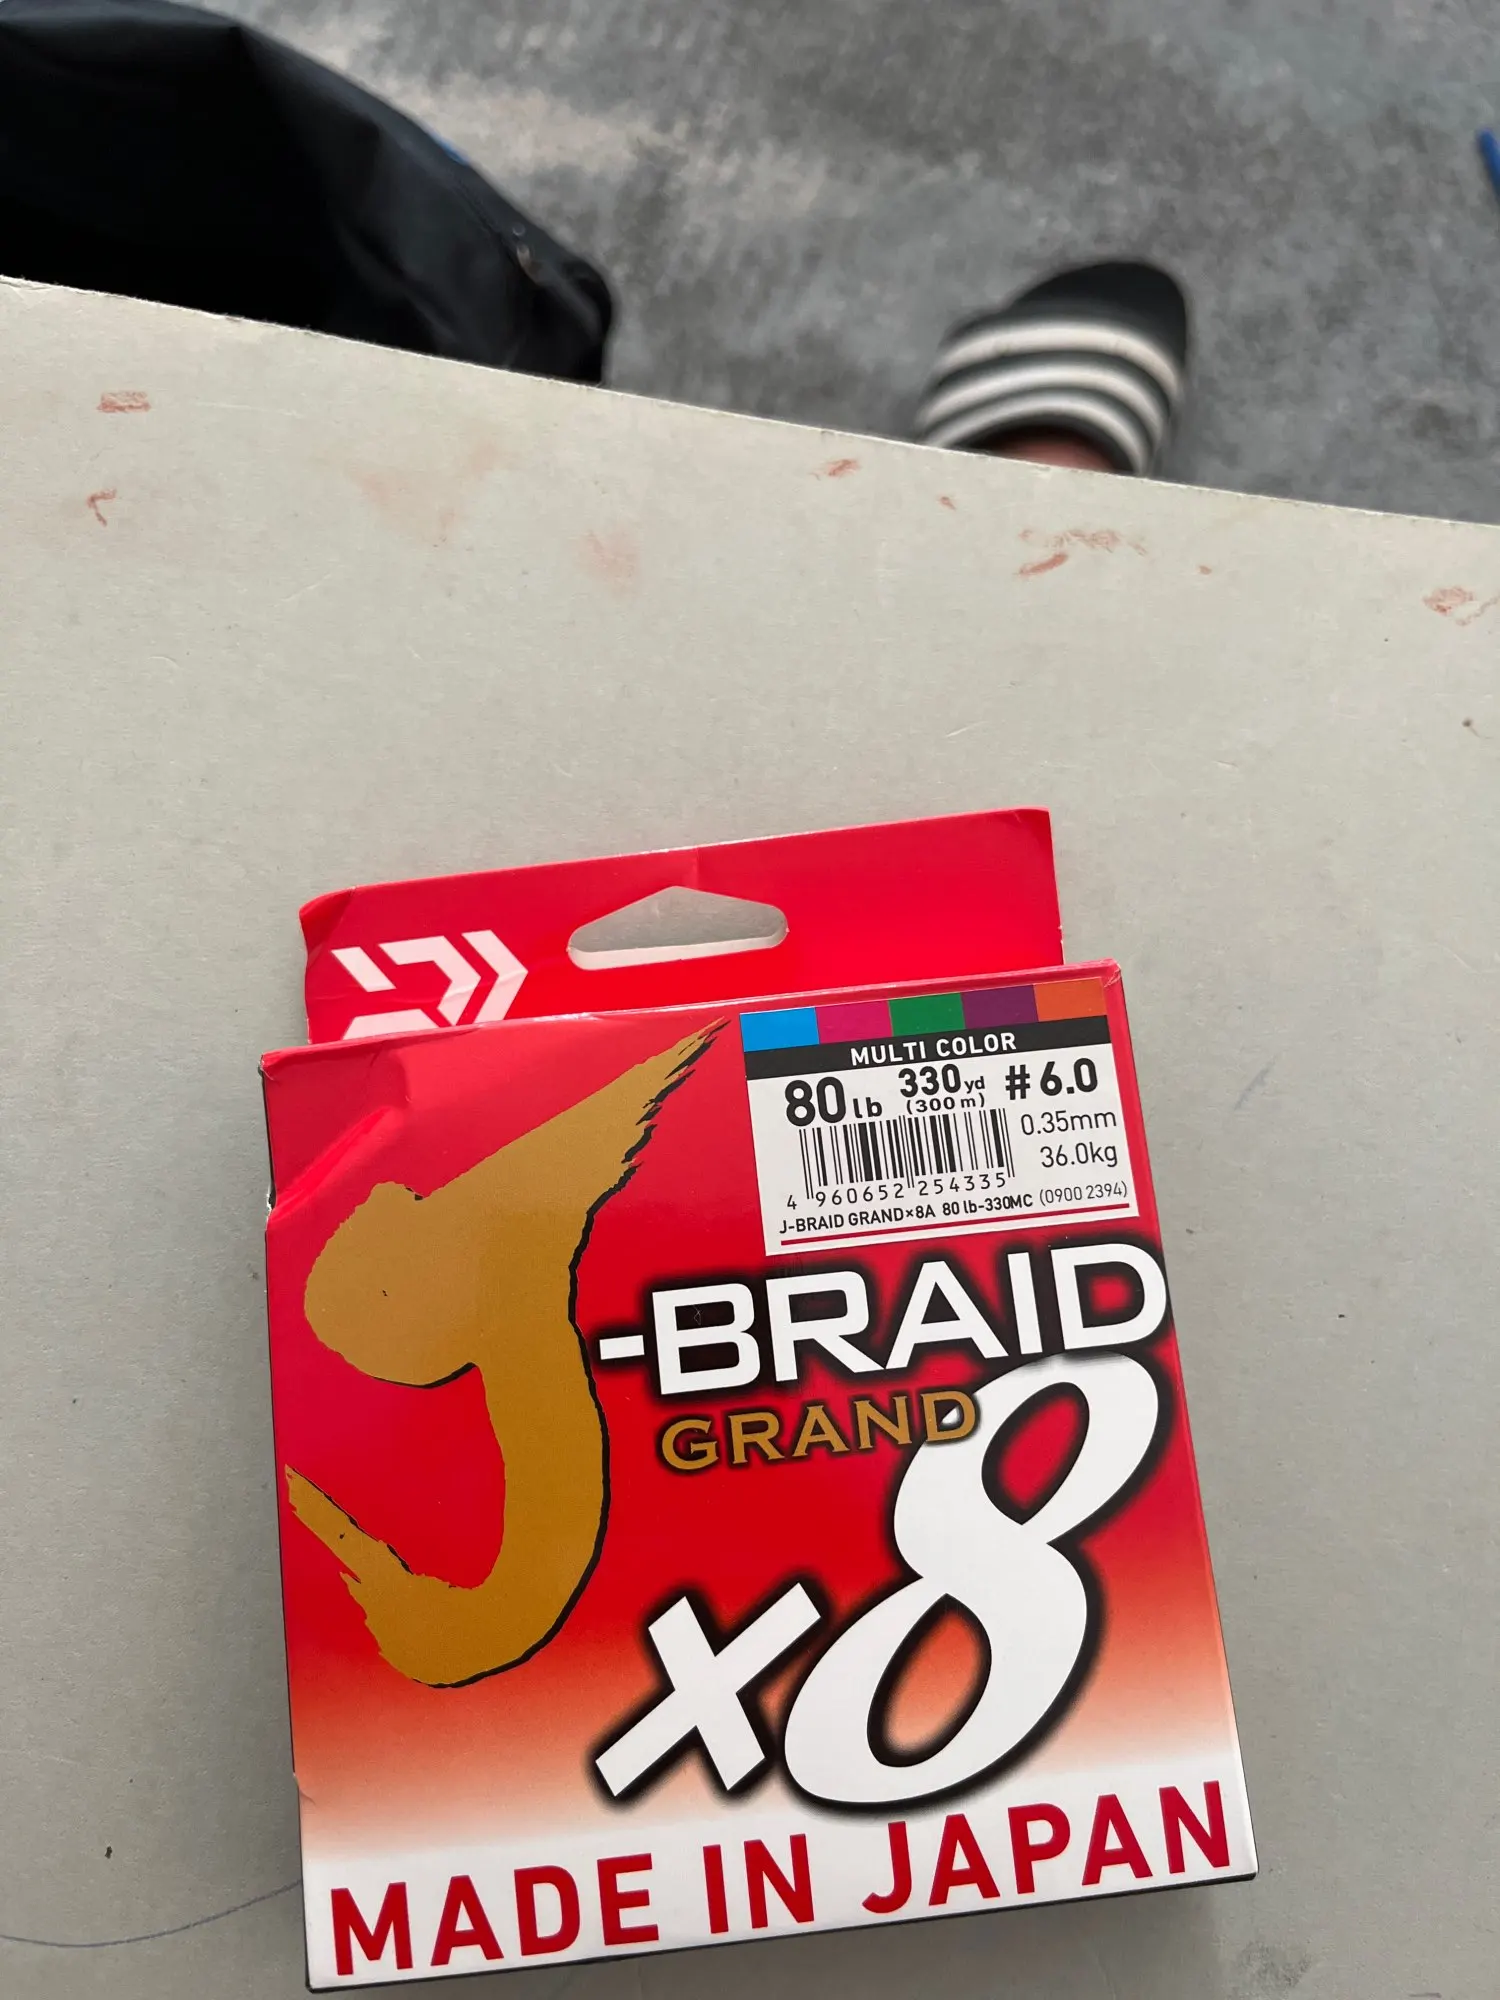 MULTI COLOR
80lb 330yd (300m) #6.0
0.35mm
36.0kg
4 960652 254335
J-BRAID GRAND×8A 80lb-330MC (0900 2394)
J-BRAID
GRAND
×8
MADE IN JAPAN